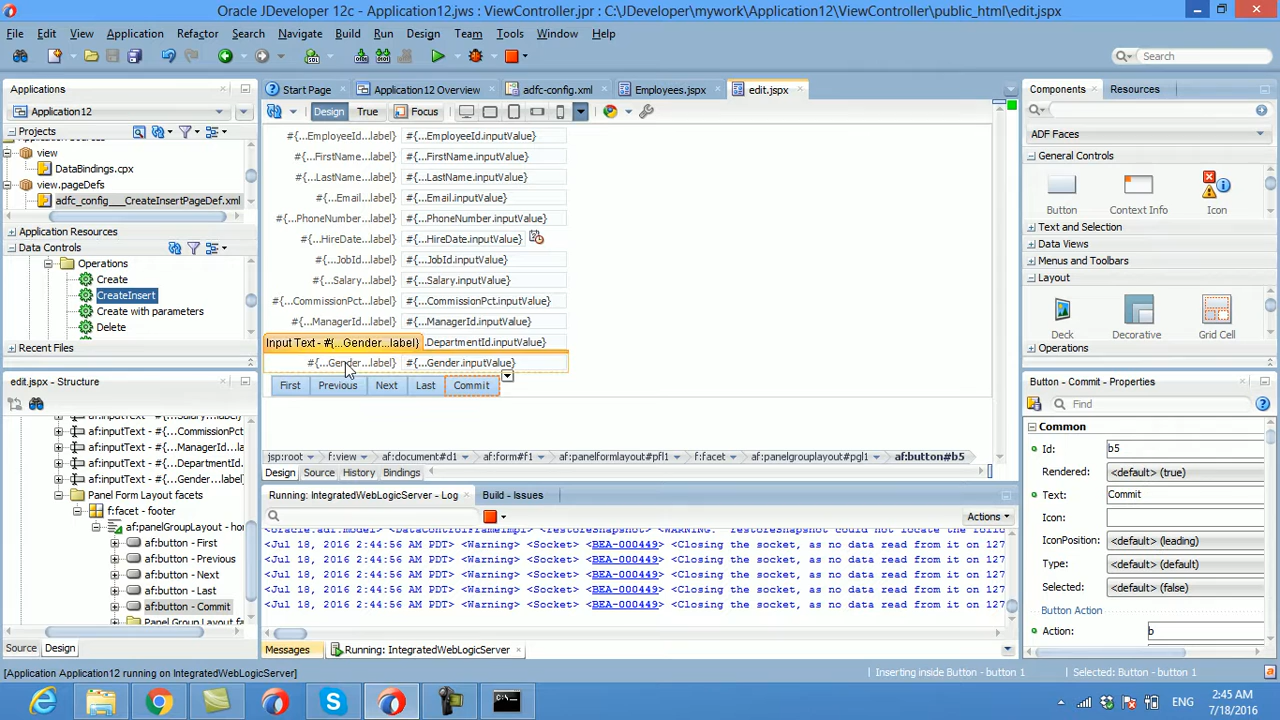 Oracle JDeveloper 12c - Application12.jws : ViewController.jpr : C:\JDeveloper\mywork\Application12\ViewController\public_html\edit.jspx
File Edit View Application Refactor Search Navigate Build Run Design Team Tools Window Help
Search
Applications
Application12
Projects
view
DataBindings.cpx
view.pageDefs
adfc_config___CreateInsertPageDef.xml
Application Resources
Data Controls
Operations
Create
CreateInsert
Create with parameters
Delete
Recent Files
edit.jspx - Structure
af:inputText - #{...CommissionPct
af:inputText - #{...ManagerId...la
af:inputText - #{...DepartmentId.
af:inputText - #{...Gender...label
Panel Form Layout facets
f:facet - footer
af:panelGroupLayout - hor
af:button - First
af:button - Previous
af:button - Next
af:button - Last
af:button - Commit
Source Design
Start Page Application12 Overview adfc-config.xml Employees.jspx edit.jspx
Design True Focus
#{...EmployeeId...label} #{...EmployeeId.inputValue}
#{...FirstName...label} #{...FirstName.inputValue}
#{...LastName...label} #{...LastName.inputValue}
#{...Email...label} #{...Email.inputValue}
#{...PhoneNumber...label} #{...PhoneNumber.inputValue}
#{...HireDate...label} #{...HireDate.inputValue}
#{...JobId...label} #{...JobId.inputValue}
#{...Salary...label} #{...Salary.inputValue}
#{...CommissionPct...label} #{...CommissionPct.inputValue}
#{...ManagerId...label} #{...ManagerId.inputValue}
Input Text - #{...Gender...label} .DepartmentId.inputValue}
#{...Gender...label} #{...Gender.inputValue}
First Previous Next Last Commit
jsp:root f:view af:document#d1 af:form#f1 af:panelformlayout#pfl1 f:facet af:panelgrouplayout#pgl1 af:button#b5
Design Source History Bindings
Running: IntegratedWebLogicServer - Log Build - Issues
Actions
<Jul 18, 2016 2:44:56 AM PDT> <Warning> <Socket> <BEA-000449> <Closing the socket, as no data read from it on 127
<Jul 18, 2016 2:44:56 AM PDT> <Warning> <Socket> <BEA-000449> <Closing the socket, as no data read from it on 127
<Jul 18, 2016 2:44:56 AM PDT> <Warning> <Socket> <BEA-000449> <Closing the socket, as no data read from it on 127
<Jul 18, 2016 2:44:56 AM PDT> <Warning> <Socket> <BEA-000449> <Closing the socket, as no data read from it on 127
<Jul 18, 2016 2:44:56 AM PDT> <Warning> <Socket> <BEA-000449> <Closing the socket, as no data read from it on 127
Messages Running: IntegratedWebLogicServer
Components Resources
ADF Faces
General Controls
Button Context Info Icon
Text and Selection
Data Views
Menus and Toolbars
Layout
Deck Decorative Grid Cell
Operations
Button - Commit - Properties
Find
Common
Id: b5
Rendered: <default> (true)
Text: Commit
Icon:
IconPosition: <default> (leading)
Type: <default> (default)
Selected: <default> (false)
Button Action
Action: b
[Application Application12 running on IntegratedWebLogicServer]
Inserting inside Button - button 1 Selected: Button - button 1
ENG
2:45 AM
7/18/2016